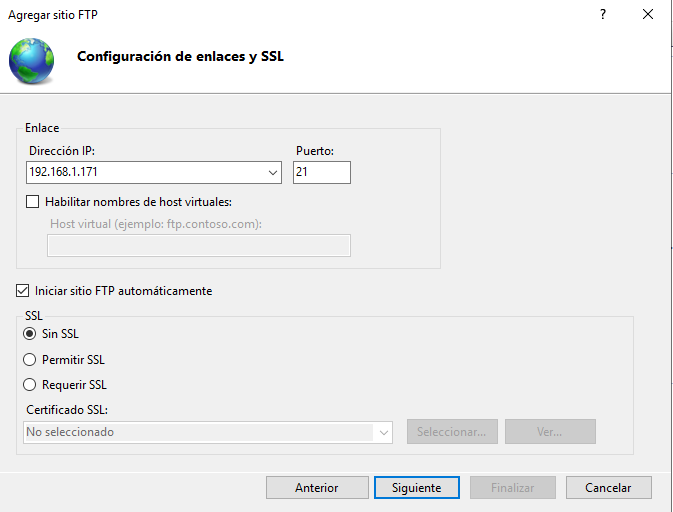 Agregar sitio FTP
?
Configuración de enlaces y SSL
Enlace
Dirección IP: Puerto:
192.168.1.171 21
Habilitar nombres de host virtuales:
Host virtual (ejemplo: ftp.contoso.com):
Iniciar sitio FTP automáticamente
SSL
Sin SSL
Permitir SSL
Requerir SSL
Certificado SSL:
No seleccionado Seleccionar... Ver...
Anterior Siguiente Finalizar Cancelar